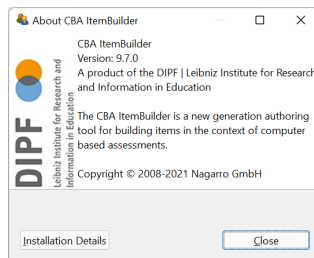 About CBA ItemBuilder
CBA ItemBuilder
Version: 9.7.0
A product of the DIPF | Leibniz Institute for Research
and Information in Education
The CBA ItemBuilder is a new generation authoring
tool for building items in the context of computer
based assessments.
Copyright © 2008-2021 Nagarro GmbH
DIPF
Leibniz Institute for Research and
Information in Education
Installation Details
Close